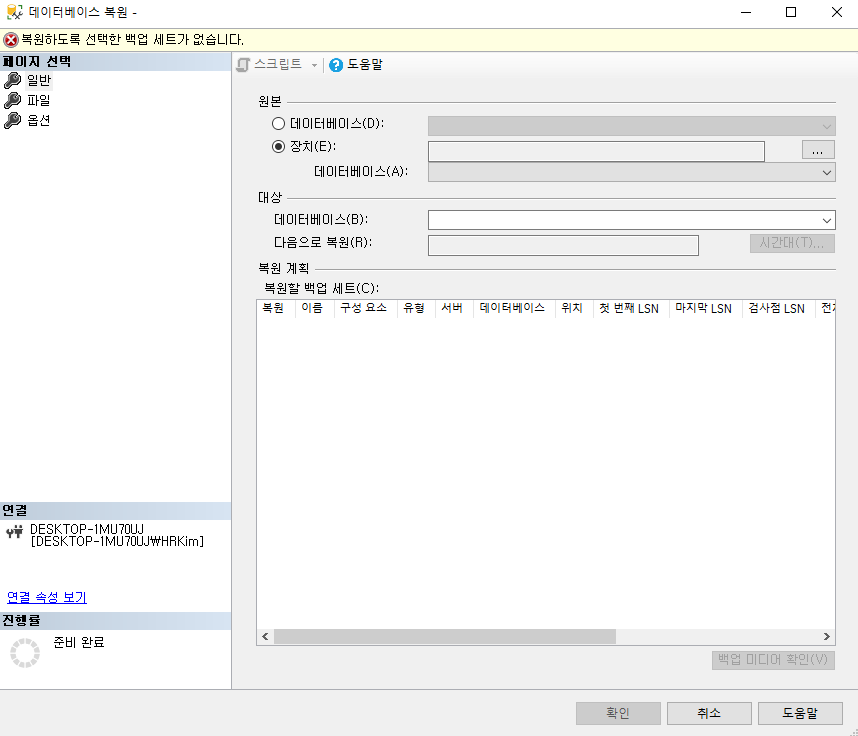 데이터베이스 복원 -
복원하도록 선택한 백업 세트가 없습니다.
페이지 선택
일반
파일
옵션
스크립트
도움말
원본
데이터베이스(D):
장치(E):
...
데이터베이스(A):
대상
데이터베이스(B):
다음으로 복원(R):
시간대(T)...
복원 계획
복원할 백업 세트(C):
복원 이름 구성 요소 유형 서버 데이터베이스 위치 첫 번째 LSN 마지막 LSN 검사점 LSN
연결
DESKTOP-1MU70UJ
[DESKTOP-1MU70UJ₩HRKim]
연결 속성 보기
진행률
준비 완료
백업 미디어 확인(V)
확인 취소 도움말